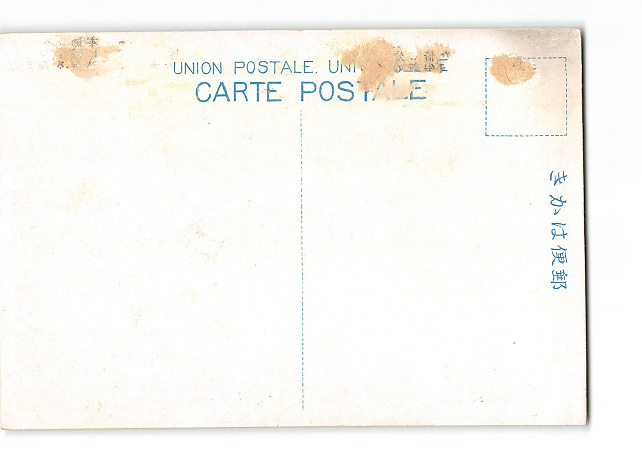 UNION POSTALE. UNI
CARTE POSTALE
きかは便郵